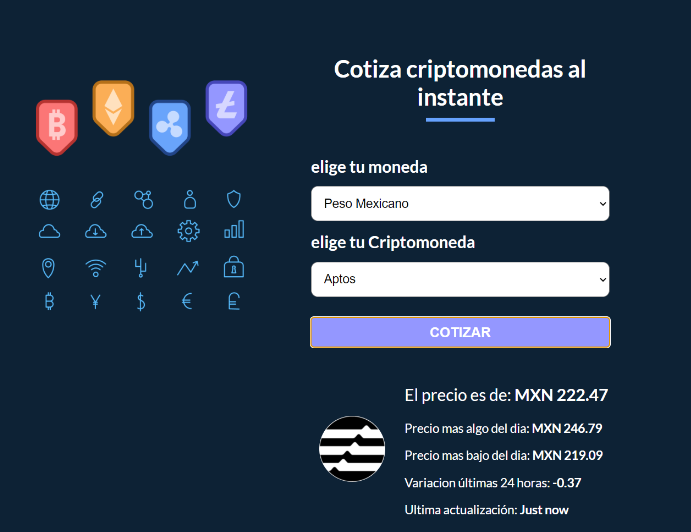 Cotiza criptomonedas al
instante
elige tu moneda
Peso Mexicano
elige tu Criptomoneda
Aptos
COTIZAR
El precio es de: MXN 222.47
Precio mas algo del dia: MXN 246.79
Precio mas bajo del dia: MXN 219.09
Variacion últimas 24 horas: -0.37
Ultima actualización: Just now